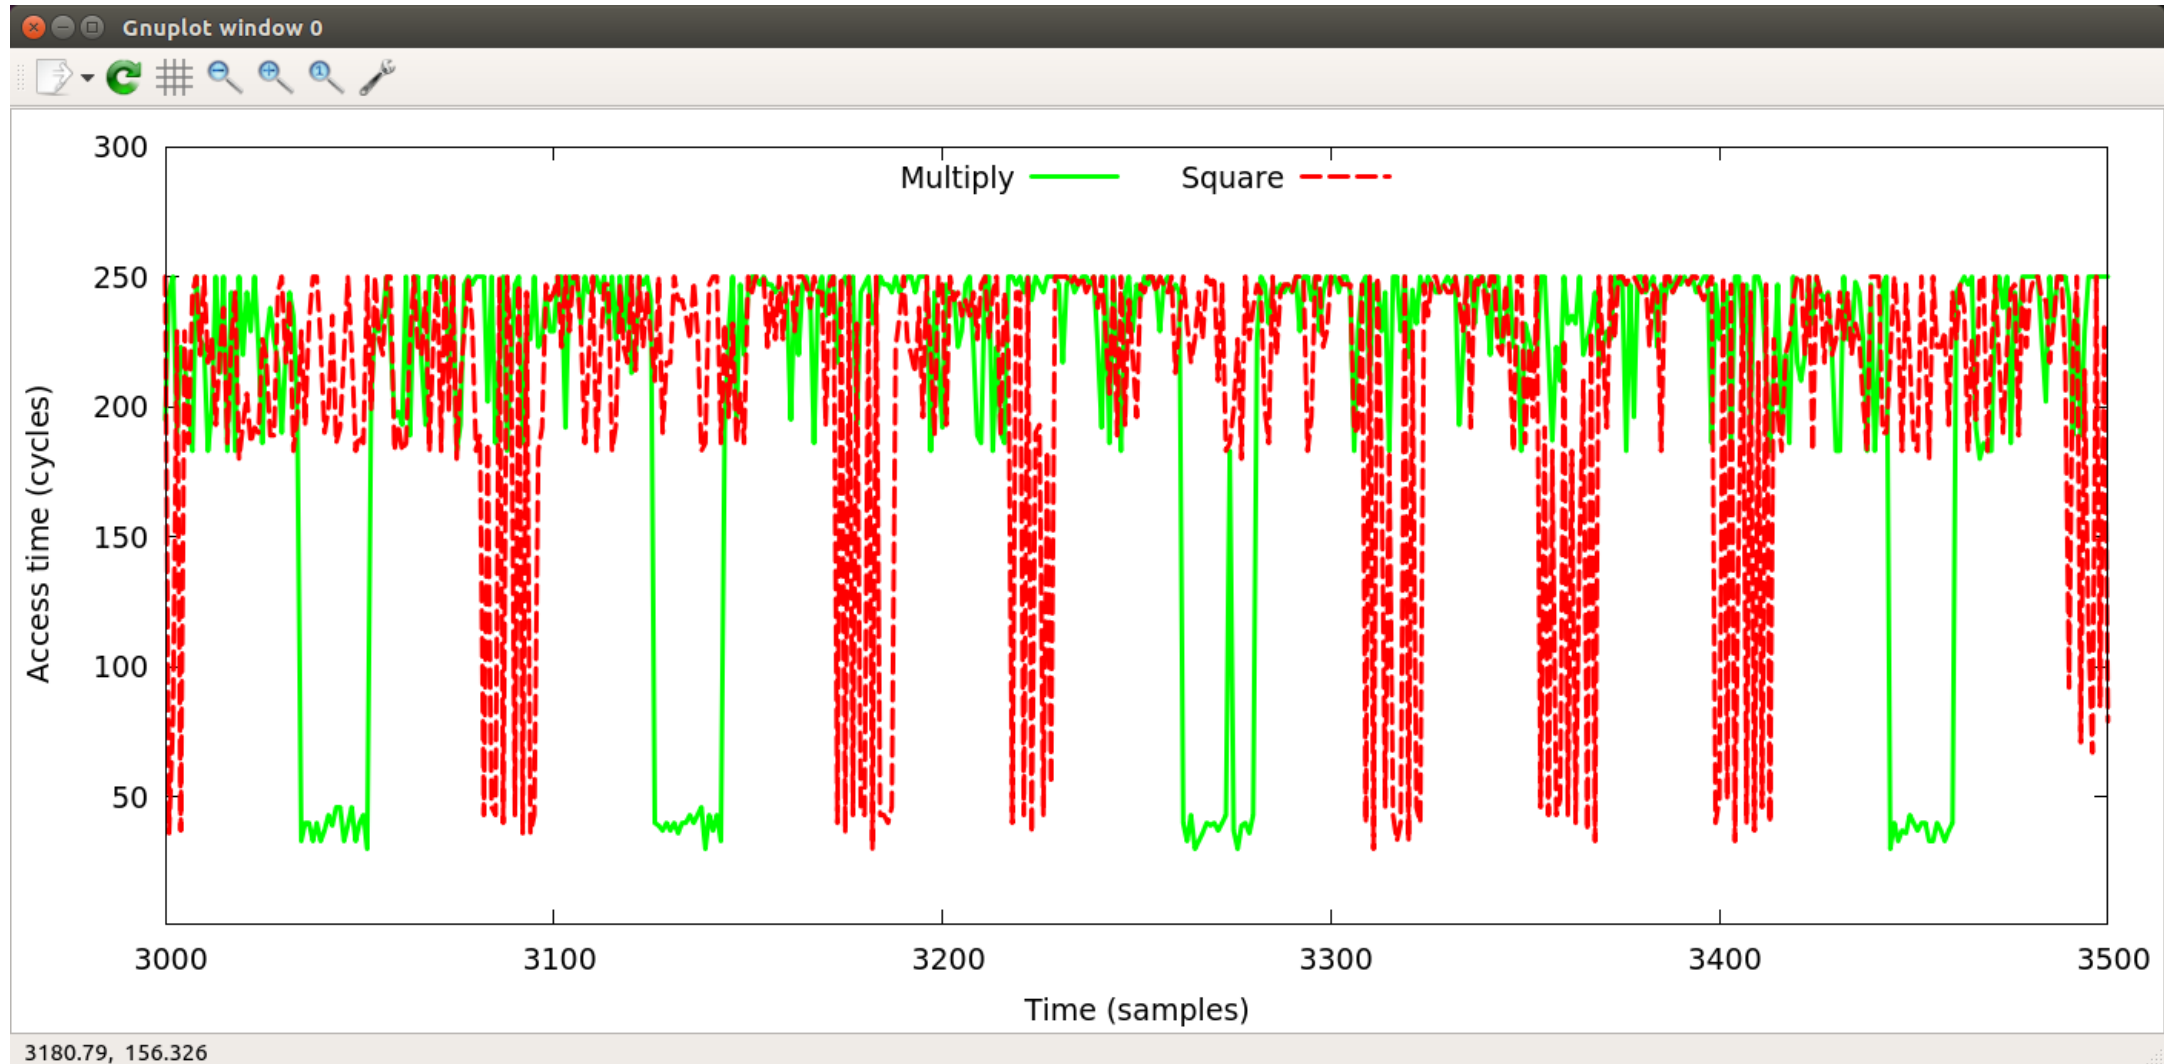 Gnuplot window 0
300
Multiply
Square
250
200
150
100
50
Access time (cycles)
3000 3100 3200 3300 3400 3500
Time (samples)
3180.79, 156.326